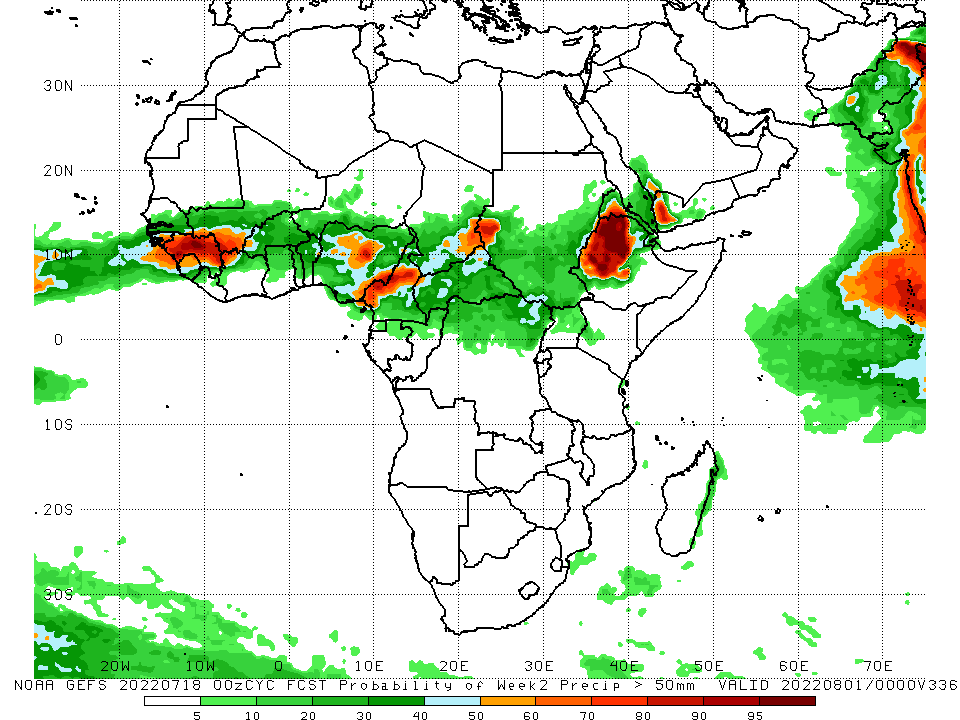 30N
20N
10N
0
10S
20S
30S
20W 10W 0 10E 20E 30E 40E 50E 60E 70E
NOAA GEFS 20220718 00zCYC FCST Probability of Week2 Precip > 50mm VALID 20220801/0000V336
5 10 20 30 40 50 60 70 80 90 95